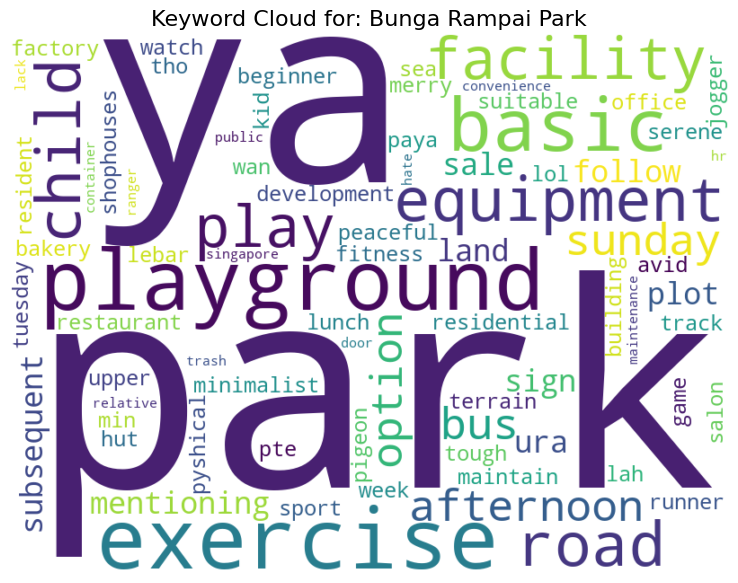 Keyword Cloud for: Bunga Rampai Park
factory
watch
tho
ya
facility
lack
child
beginner
sea
merry
convenience
suitable
office
jogger
kid
basic
serene
public
paya
hr
shophouses
container
ranger
resident
wan
sale
lol
follow
hate
development
equipment
bakery
lebar
play
peaceful
fitness
land
sunday
singapore
playground
tuesday
avid
building
maintenance
plot
restaurant
lunch
residential
track
door
park
option
trash
upper
minimalist
sign
relative
terrain
game
salon
subsequent
min
hut
pyshical
pte
pigeon
bus
ura
tough
week
maintain
lah
mentioning
sport
afternoon
runner
exercise
road